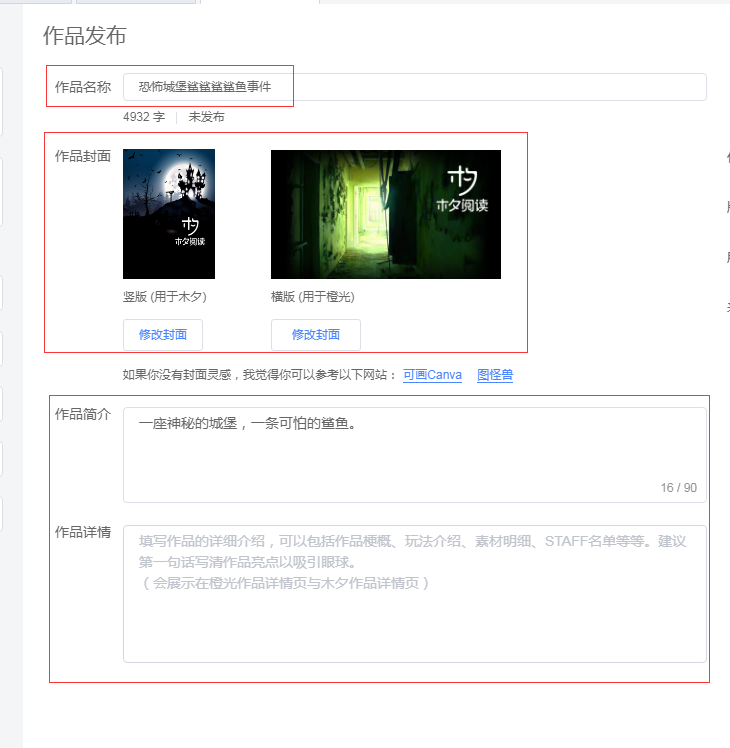 作品发布
作品名称
恐怖城堡鲨鲨鲨鲨鱼事件
4932 字 未发布
作品封面
木夕阅读
木夕阅读
竖版 (用于木夕)
横版 (用于橙光)
修改封面
修改封面
如果你没有封面灵感，我觉得你可以参考以下网站： 可画Canva 图怪兽
作品简介
一座神秘的城堡，一条可怕的鲨鱼。
16 / 90
作品详情
填写作品的详细介绍，可以包括作品梗概、玩法介绍、素材明细、STAFF名单等等。建议
第一句话写清作品亮点以吸引眼球。
（会展示在橙光作品详情页与木夕作品详情页）